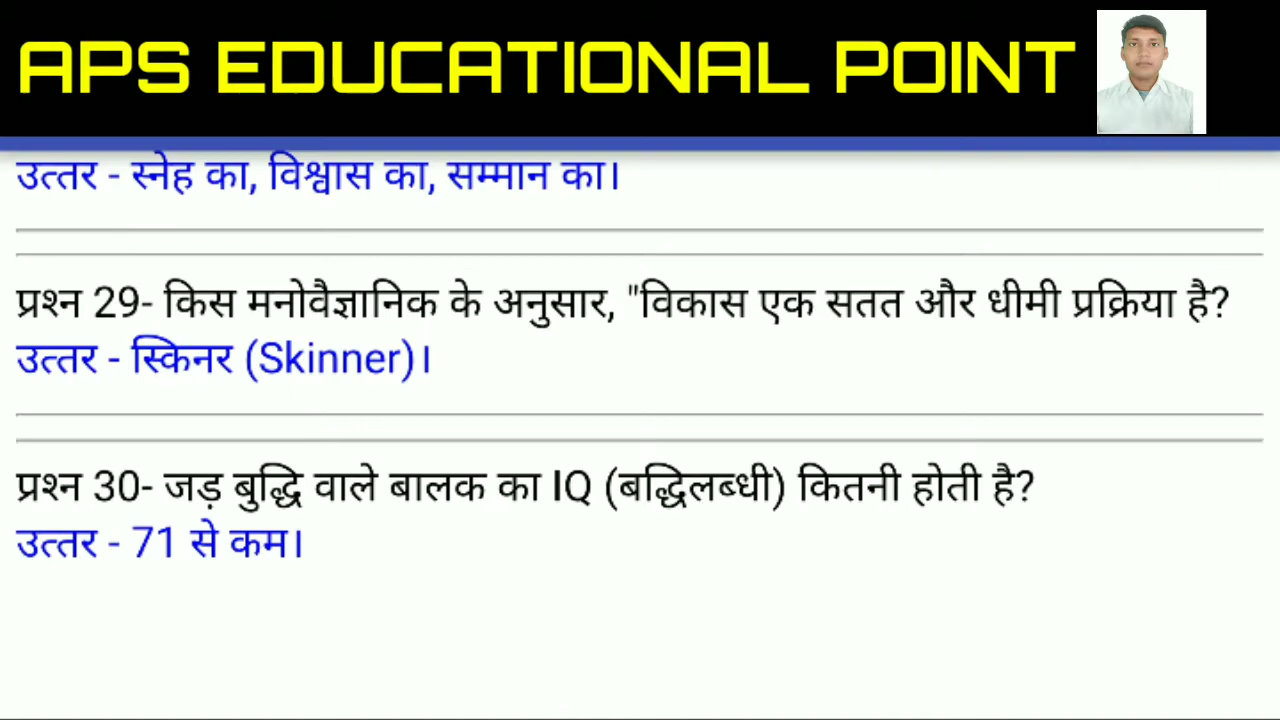 APS EDUCATIONAL POINT
उत्तर - स्नेह का, विश्वास का, सम्मान का।
प्रश्न 29- किस मनोवैज्ञानिक के अनुसार, "विकास एक सतत और धीमी प्रक्रिया है?
उत्तर - स्किनर (Skinner)।
प्रश्न 30- जड़ बुद्धि वाले बालक का IQ (बद्धिलब्धी) कितनी होती है?
उत्तर - 71 से कम।